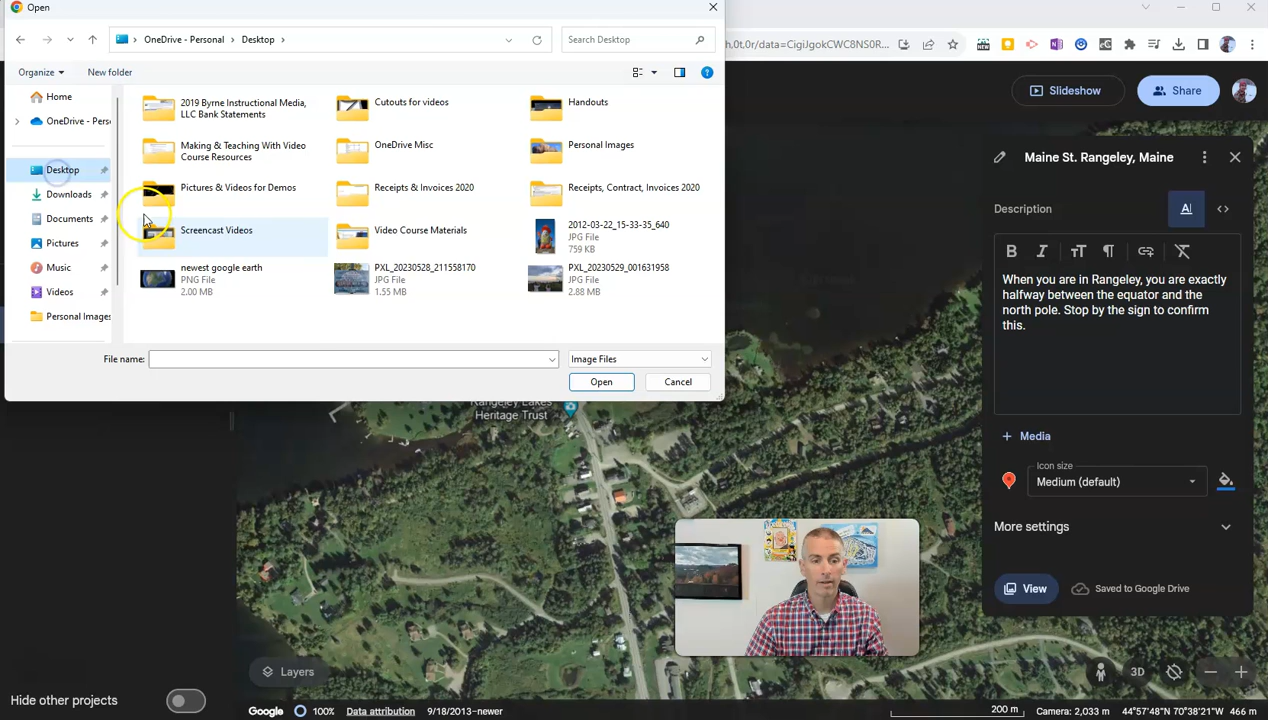 Open
OneDrive - Personal
Desktop
Search Desktop
h,0t,0r/data=CigiJgokCWC8NS0R...
Organize
New folder
Home
OneDrive - Pers
Desktop
Downloads
Documents
Pictures
Music
Videos
Personal Images
2019 Byrne Instructional Media,
LLC Bank Statements
Cutouts for videos
Handouts
Making & Teaching With Video
Course Resources
OneDrive Misc
Personal Images
Pictures & Videos for Demos
Receipts & Invoices 2020
Receipts, Contract, Invoices 2020
Screencast Videos
Video Course Materials
2012-03-22_15-33-35_640
JPG File
759 KB
newest google earth
PNG File
2.00 MB
PXL_20230528_211558170
JPG File
1.55 MB
PXL_20230529_001631958
JPG File
2.88 MB
File name:
Image Files
Open
Cancel
Slideshow
Share
Maine St. Rangeley, Maine
Description
When you are in Rangeley, you are exactly
halfway between the equator and the
north pole. Stop by the sign to confirm
this.
+ Media
Icon size
Medium (default)
More settings
View
Saved to Google Drive
Rangeley Lakes
Heritage Trust
Layers
3D
Hide other projects
Google
100%
Data attribution
9/18/2013-newer
200 m
Camera: 2,033 m
44°57'48"N 70°38'21"W
466 m